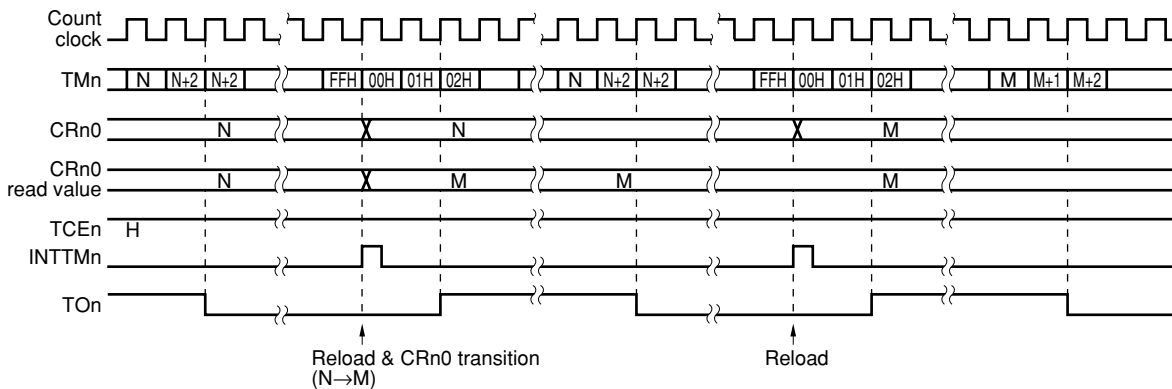 Count
clock
TMn N N+2 N+2 FFH 00H 01H 02H N N+2 N+2 FFH 00H 01H 02H M M+1 M+2
CRn0 N N M
CRn0
read value N M M M
TCEn
H
INTTMn
TOn
Reload & CRn0 transition
(N→M)
Reload